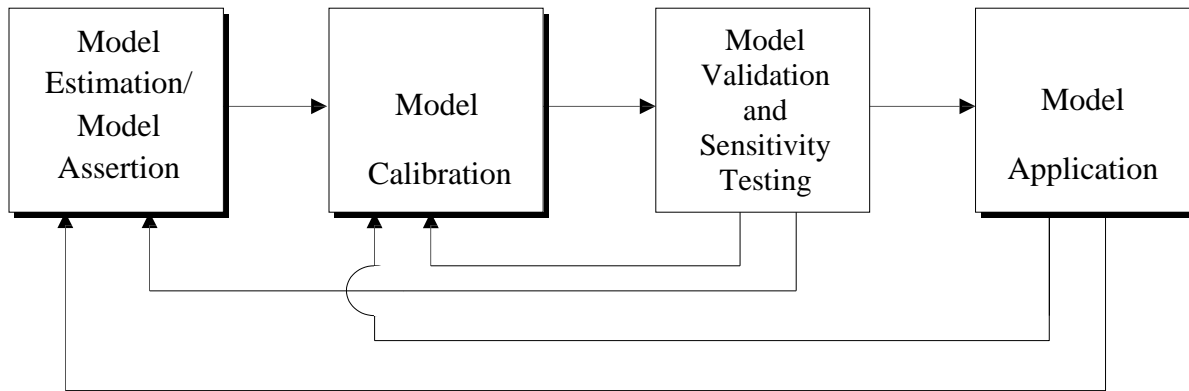 Model
Estimation/
Model
Assertion
Model
Calibration
Model
Validation
and
Sensitivity
Testing
Model
Application